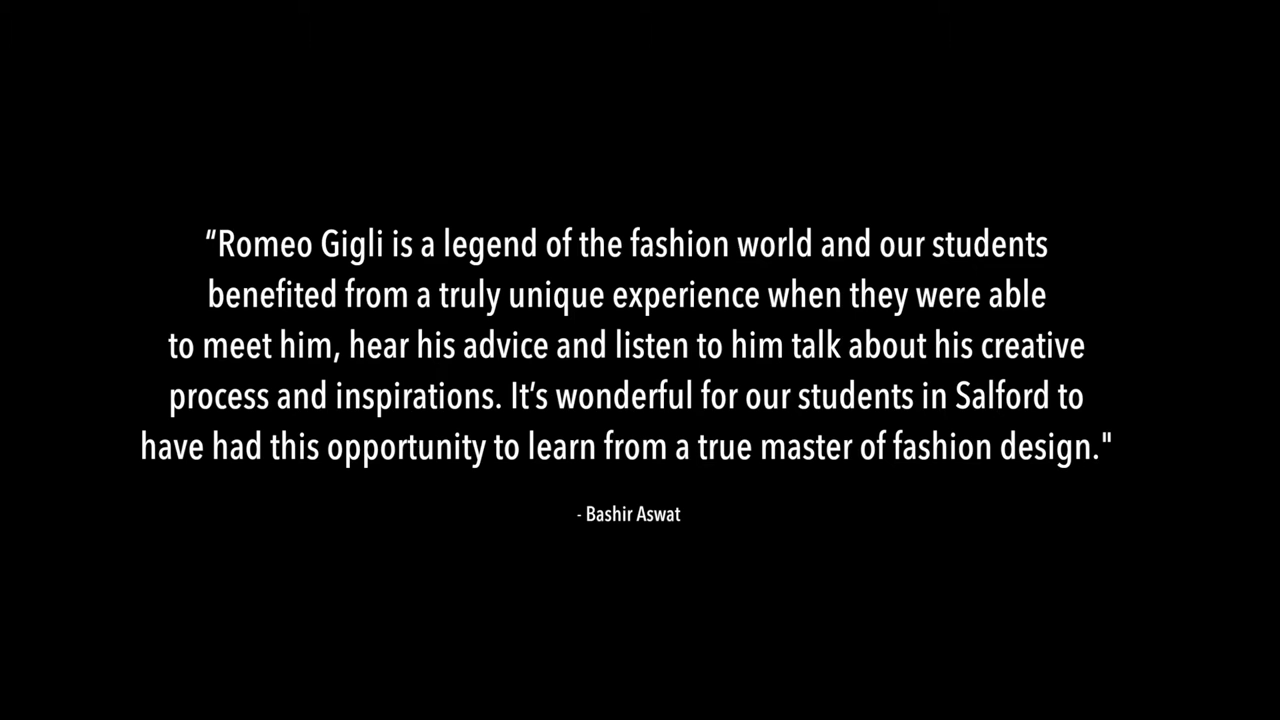 “Romeo Gigli is a legend of the fashion world and our students
benefited from a truly unique experience when they were able
to meet him, hear his advice and listen to him talk about his creative
process and inspirations. It’s wonderful for our students in Salford to
have had this opportunity to learn from a true master of fashion design."
- Bashir Aswat